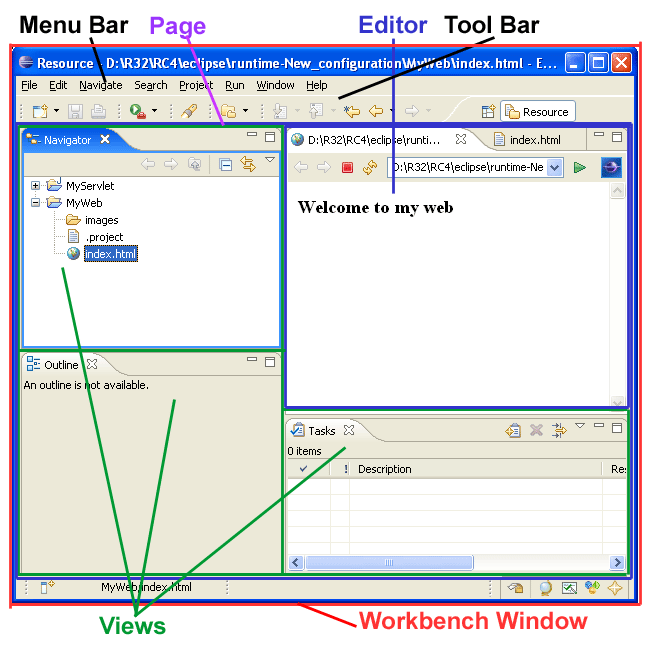 Menu Bar Page Editor Tool Bar
Resource - D:\R32\RC4\eclipse\runtime-New_configuration\MyWeb\index.html - E...
File Edit Navigate Search Project Run Window Help
Resource
Navigator
D:\R32\RC4\eclipse\runti... index.html
D:\R32\RC4\eclipse\runtime-Ne
MyServlet
MyWeb
images
.project
index.html
Welcome to my web
Outline
An outline is not available.
Tasks
0 items
! Description Res
MyWeb/index.html
Views
Workbench Window